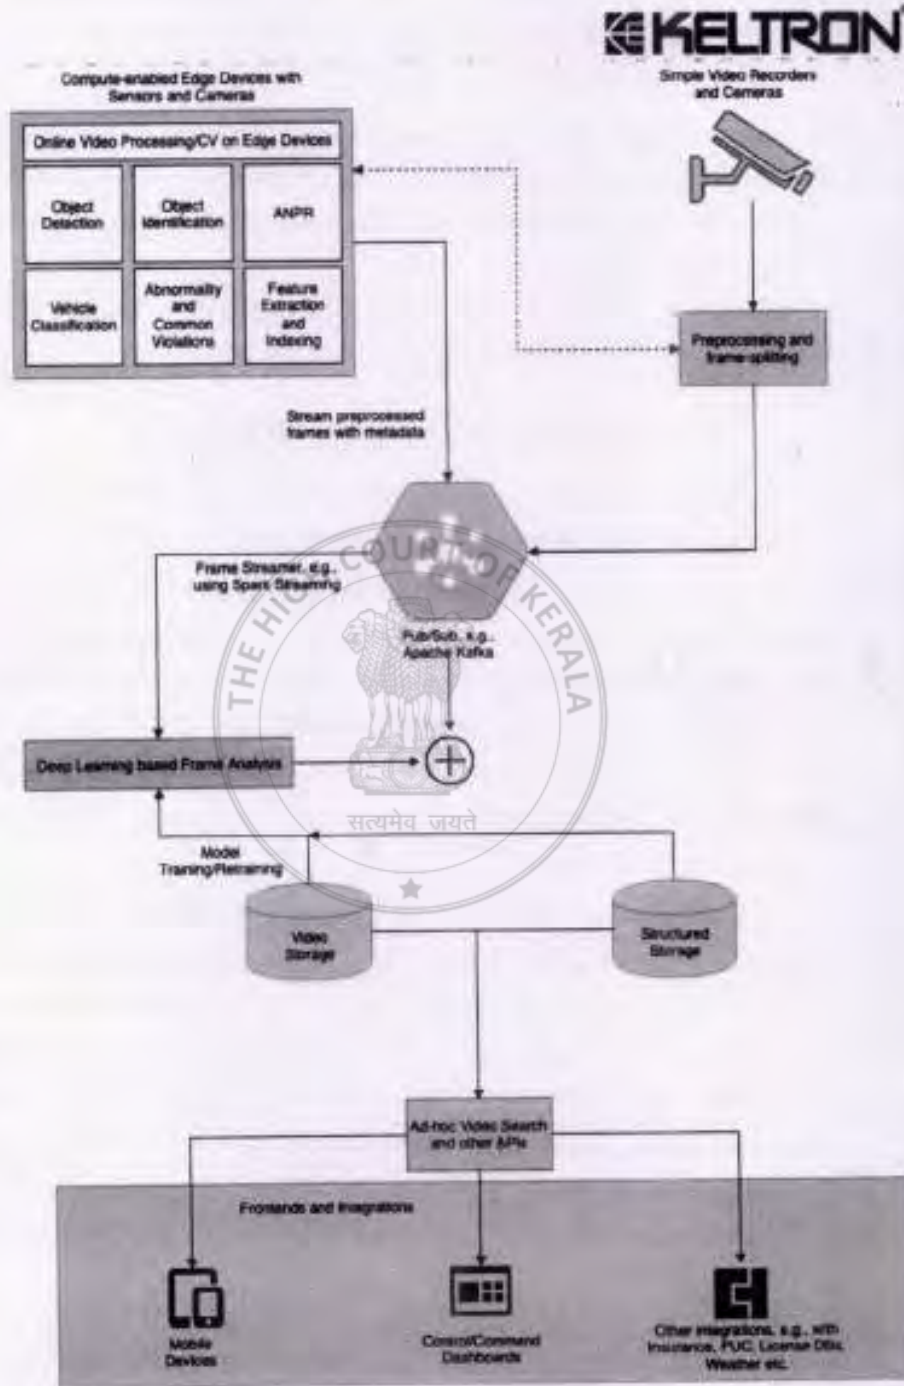 KELTRON
Compute-enabled Edge Devices with
Sensors and Cameras
Simple Video Recorders
and Cameras
Online Video Processing/CV on Edge Devices
Object
Detection
Object
Identification
ANPR
Vehicle
Classification
Abnormality
and
Common
Violations
Feature
Extraction
and
Indexing
Preprocessing and
frame-splitting
Stream preprocessed
frames with metadata
Frame Streamer, e.g.,
using Spark Streaming
THE HIGH COURT OF KERALA
Pub/Sub, e.g.,
Apache Kafka
Deep Learning based Frame Analysis
सत्यमेव जयते
Model
Training/Retraining
Video
Storage
Structured
Storage
Ad-hoc Video Search
and other APIs
Frontends and Integrations
Mobile
Devices
Control/Command
Dashboards
Other integrations, e.g., with
Insurance, PUC, License DBs,
Weather etc.